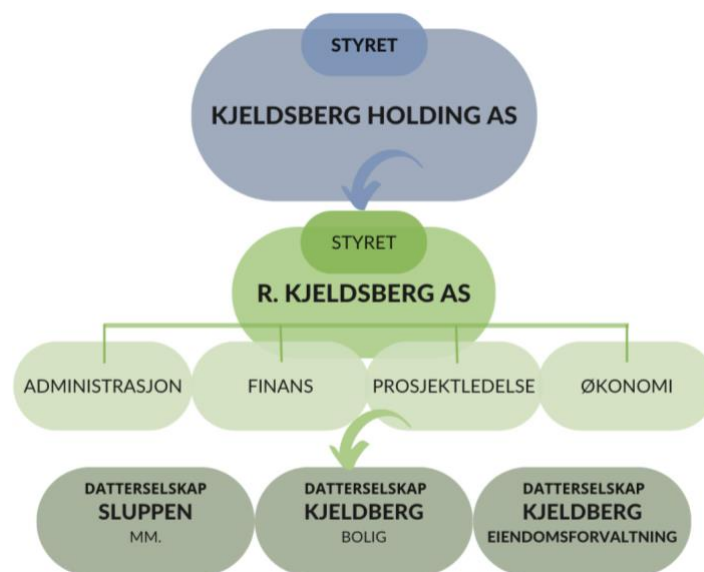 STYRET
KJELDSBERG HOLDING AS
STYRET
R. KJELDSBERG AS
ADMINISTRASJON
FINANS
PROSJEKTLEDELSE
ØKONOMI
DATTERSELSKAP
SLUPPEN
MM.
DATTERSELSKAP
KJELDBERG
BOLIG
DATTERSELSKAP
KJELDBERG
EIENDOMSFORVALTNING